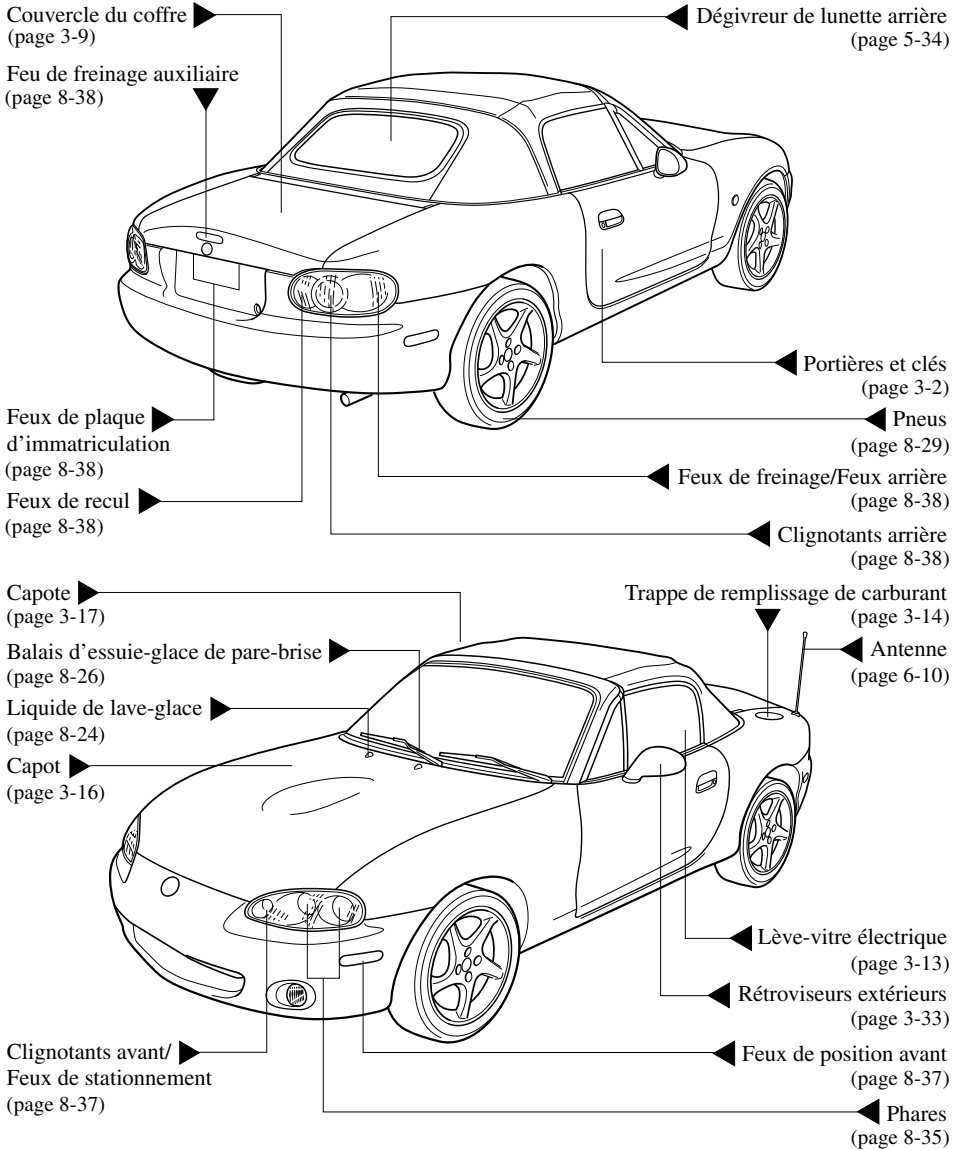 Couvercle du coffre
(page 3-9)
Dégivreur de lunette arrière
(page 5-34)
Feu de freinage auxiliaire
(page 8-38)
Portières et clés
(page 3-2)
Feux de plaque
d’immatriculation
(page 8-38)
Pneus
(page 8-29)
Feux de freinage/Feux arrière
(page 8-38)
Feux de recul
(page 8-38)
Clignotants arrière
(page 8-38)
Capote
(page 3-17)
Trappe de remplissage de carburant
(page 3-14)
Balais d’essuie-glace de pare-brise
(page 8-26)
Antenne
(page 6-10)
Liquide de lave-glace
(page 8-24)
Capot
(page 3-16)
Lève-vitre électrique
(page 3-13)
Rétroviseurs extérieurs
(page 3-33)
Clignotants avant/
Feux de stationnement
(page 8-37)
Feux de position avant
(page 8-37)
Phares
(page 8-35)